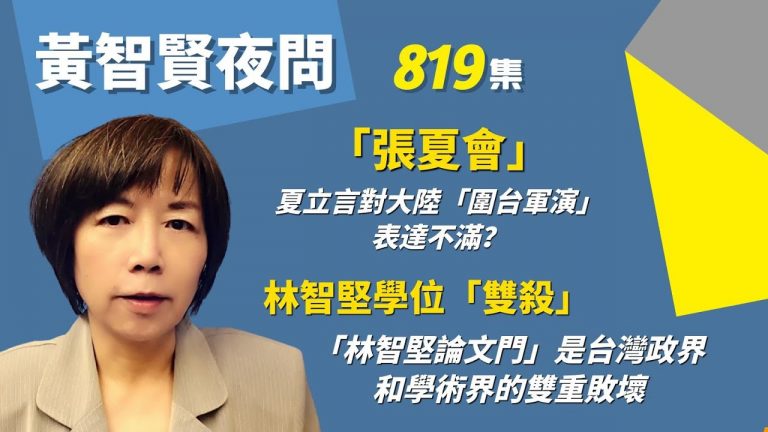 黃智賢夜問
819集
「張夏會」
夏立言對大陸「圍台軍演」
表達不滿？
林智堅學位「雙殺」
「林智堅論文門」是台灣政界
和學術界的雙重敗壞